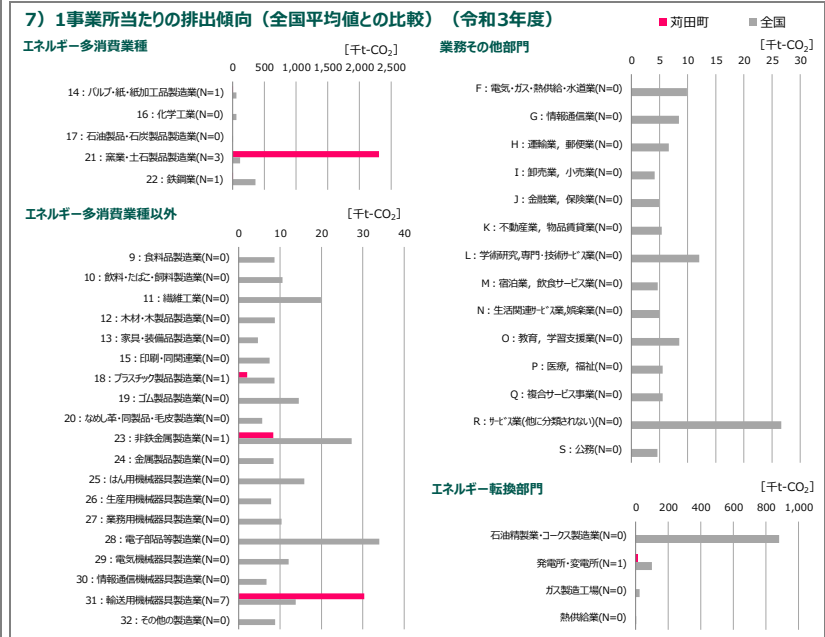 7）1事業所当たりの排出傾向（全国平均値との比較）（令和3年度）
苅田町 全国
エネルギー多消費業種
［千t-CO₂］
0 500 1,000 1,500 2,000 2,500
14：パルプ・紙・紙加工品製造業(N=1)
16：化学工業(N=0)
17：石油製品・石炭製品製造業(N=0)
21：窯業・土石製品製造業(N=3)
22：鉄鋼業(N=1)
エネルギー多消費業種以外
［千t-CO₂］
0 10 20 30 40
9：食料品製造業(N=0)
10：飲料・たばこ・飼料製造業(N=0)
11：繊維工業(N=0)
12：木材・木製品製造業(N=0)
13：家具・装備品製造業(N=0)
15：印刷・同関連業(N=0)
18：プラスチック製品製造業(N=1)
19：ゴム製品製造業(N=0)
20：なめし革・同製品・毛皮製造業(N=0)
23：非鉄金属製造業(N=1)
24：金属製品製造業(N=0)
25：はん用機械器具製造業(N=0)
26：生産用機械器具製造業(N=0)
27：業務用機械器具製造業(N=0)
28：電子部品等製造業(N=0)
29：電気機械器具製造業(N=0)
30：情報通信機械器具製造業(N=0)
31：輸送用機械器具製造業(N=7)
32：その他の製造業(N=0)
業務その他部門
［千t-CO₂］
0 5 10 15 20 25 30
F：電気・ガス・熱供給・水道業(N=0)
G：情報通信業(N=0)
H：運輸業，郵便業(N=0)
I：卸売業，小売業(N=0)
J：金融業，保険業(N=0)
K：不動産業，物品賃貸業(N=0)
L：学術研究,専門・技術ｻｰﾋﾞｽ業(N=0)
M：宿泊業，飲食サービス業(N=0)
N：生活関連ｻｰﾋﾞｽ業,娯楽業(N=0)
O：教育，学習支援業(N=0)
P：医療，福祉(N=0)
Q：複合サービス事業(N=0)
R：ｻｰﾋﾞｽ業(他に分類されない)(N=0)
S：公務(N=0)
エネルギー転換部門
［千t-CO₂］
0 200 400 600 800 1,000
石油精製業・コークス製造業(N=0)
発電所・変電所(N=1)
ガス製造工場(N=0)
熱供給業(N=0)